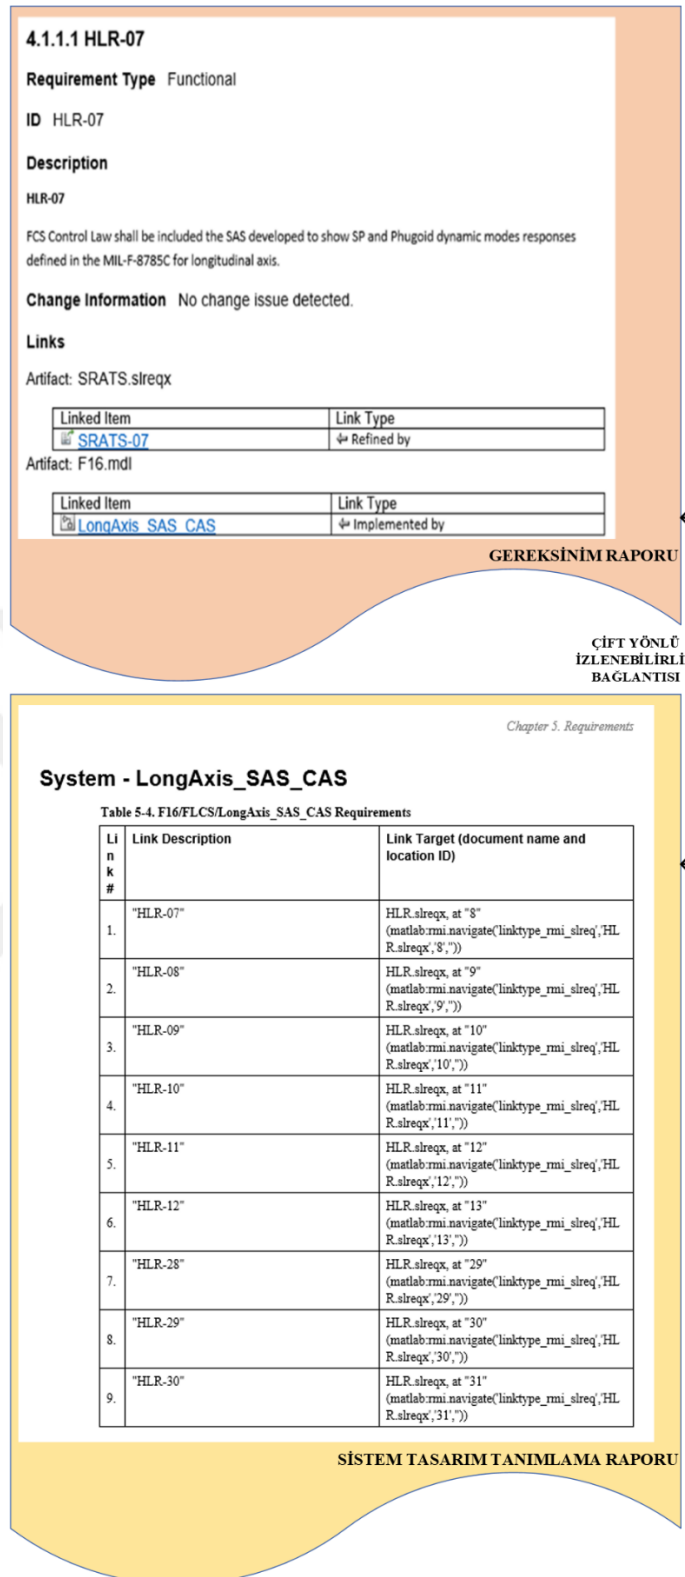 4.1.1.1 HLR-07
Requirement Type Functional
ID HLR-07
Description
HLR-07
FCS Control Law shall be included the SAS developed to show SP and Phugoid dynamic modes responses
defined in the MIL-F-8785C for longitudinal axis.
Change Information No change issue detected.
Links
Artifact: SRATS.slreqx
Linked Item Link Type
SRATS-07 Refined by
Artifact: F16.mdl
Linked Item Link Type
LongAxis_SAS_CAS Implemented by
GEREKSİNİM RAPORU
ÇİFT YÖNLÜ
İZLENEBİLİRLİ
BAĞLANTISI
Chapter 5. Requirements
System - LongAxis_SAS_CAS
Table 5-4. F16/FLCS/LongAxis_SAS_CAS Requirements
Li Link Description Link Target (document name and
n location ID)
k
#
"HLR-07" HLR.slreqx, at "8"
1. (matlab:rmi.navigate('linktype_rmi_slreq','HL
R.slreqx','8',''))
"HLR-08" HLR.slreqx, at "9"
2. (matlab:rmi.navigate('linktype_rmi_slreq','HL
R.slreqx','9',''))
"HLR-09" HLR.slreqx, at "10"
3. (matlab:rmi.navigate('linktype_rmi_slreq','HL
R.slreqx','10',''))
"HLR-10" HLR.slreqx, at "11"
4. (matlab:rmi.navigate('linktype_rmi_slreq','HL
R.slreqx','11',''))
"HLR-11" HLR.slreqx, at "12"
5. (matlab:rmi.navigate('linktype_rmi_slreq','HL
R.slreqx','12',''))
"HLR-12" HLR.slreqx, at "13"
6. (matlab:rmi.navigate('linktype_rmi_slreq','HL
R.slreqx','13',''))
"HLR-28" HLR.slreqx, at "29"
7. (matlab:rmi.navigate('linktype_rmi_slreq','HL
R.slreqx','29',''))
"HLR-29" HLR.slreqx, at "30"
8. (matlab:rmi.navigate('linktype_rmi_slreq','HL
R.slreqx','30',''))
"HLR-30" HLR.slreqx, at "31"
9. (matlab:rmi.navigate('linktype_rmi_slreq','HL
R.slreqx','31',''))
SİSTEM TASARIM TANIMLAMA RAPORU